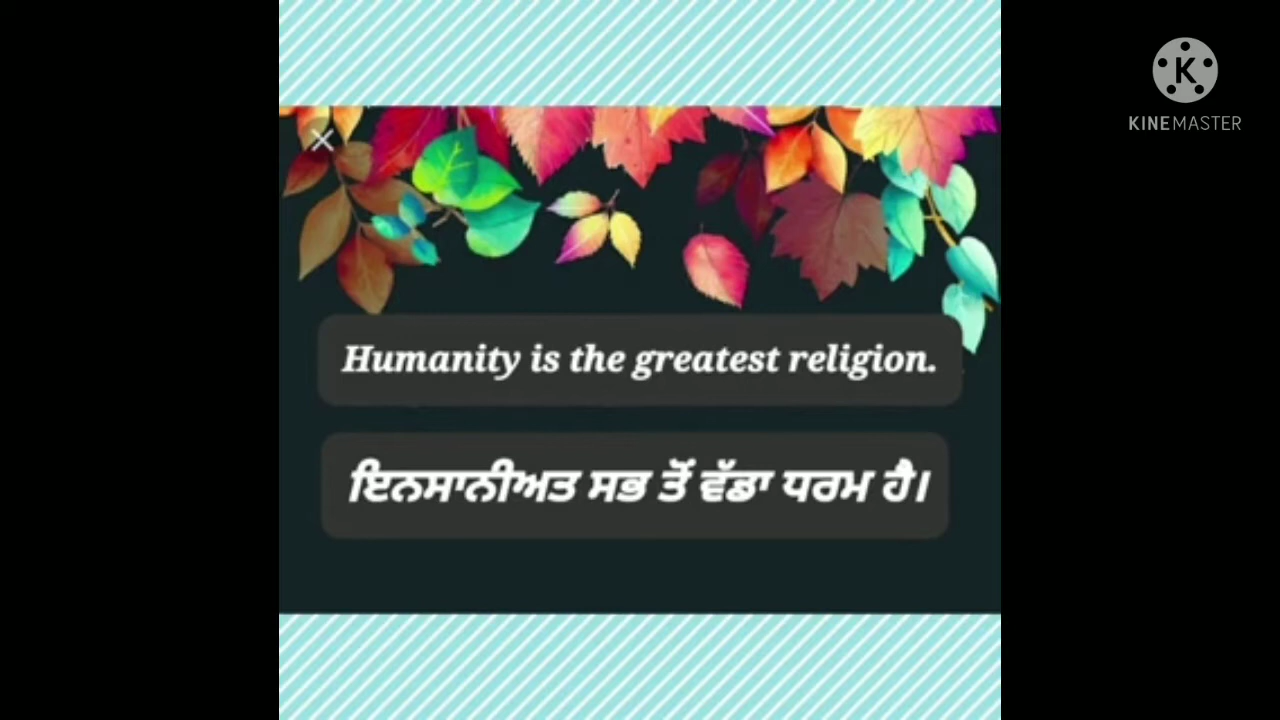 KINEMASTER
Humanity is the greatest religion.
ਇਨਸਾਨੀਅਤ ਸਭ ਤੋਂ ਵੱਡਾ ਧਰਮ ਹੈ।